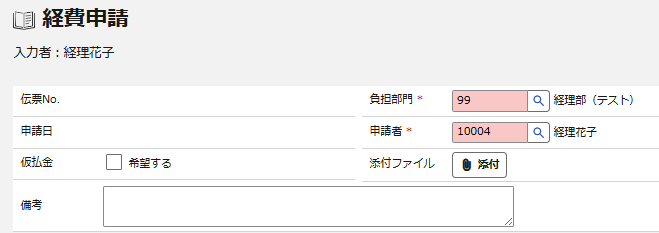 経費申請
入力者：経理花子
伝票No.
負担部門 * 99 経理部（テスト）
申請日
申請者 * 10004 経理花子
仮払金 希望する
添付ファイル 添付
備考